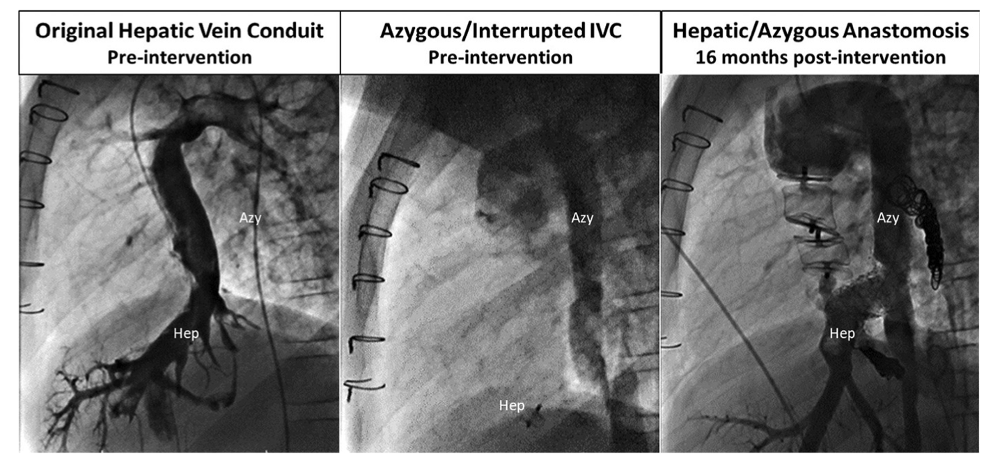 Original Hepatic Vein Conduit
Pre-intervention
Azygous/Interrupted IVC
Pre-intervention
Hepatic/Azygous Anastomosis
16 months post-intervention
Azy
Hep
Azy
Hep
Azy
Hep